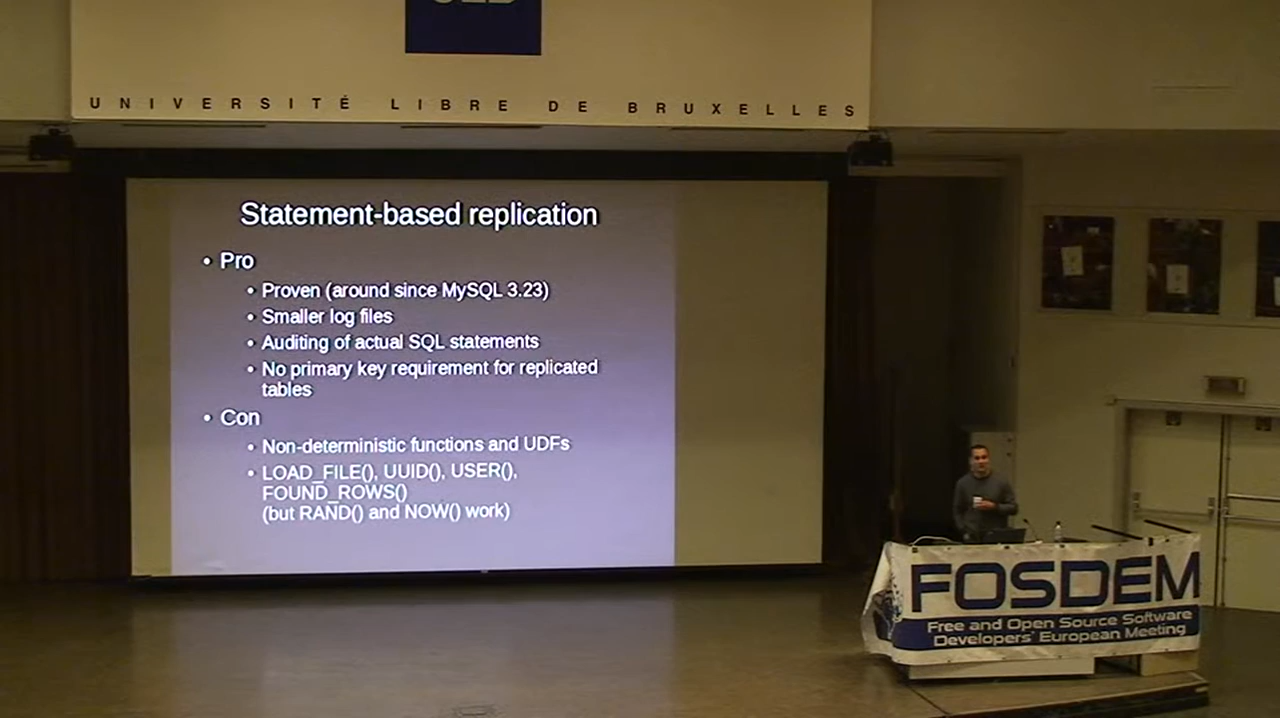 UNIVERSITÉ LIBRE DE BRUXELLES
Statement-based replication
• Pro
• Proven (around since MySQL 3.23)
• Smaller log files
• Auditing of actual SQL statements
• No primary key requirement for replicated
tables
• Con
• Non-deterministic functions and UDFs
• LOAD_FILE(), UUID(), USER(),
FOUND_ROWS()
(but RAND() and NOW() work)
FOSDEM
Free and Open Source Software
Developers' European Meeting